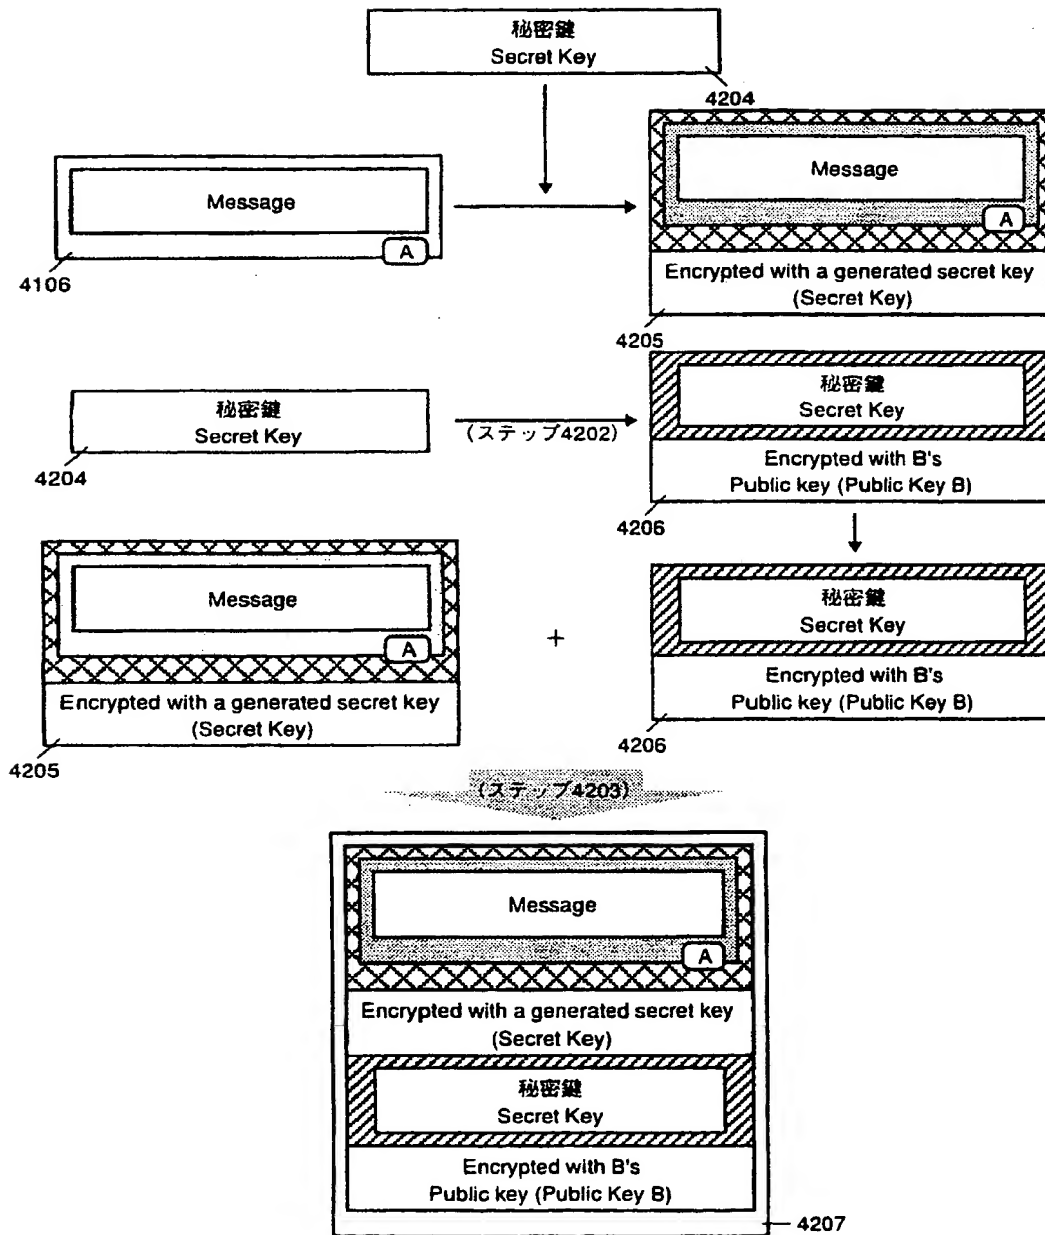 秘密鍵
Secret Key
4204
Message
A
4106
Message
A
Encrypted with a generated secret key
(Secret Key)
4205
秘密鍵
Secret Key
4204
(ステップ4202)
秘密鍵
Secret Key
Encrypted with B's
Public key (Public Key B)
4206
Message
A
Encrypted with a generated secret key
(Secret Key)
4205
+
秘密鍵
Secret Key
Encrypted with B's
Public key (Public Key B)
4206
(ステップ4203)
Message
A
Encrypted with a generated secret key
(Secret Key)
秘密鍵
Secret Key
Encrypted with B's
Public key (Public Key B)
4207